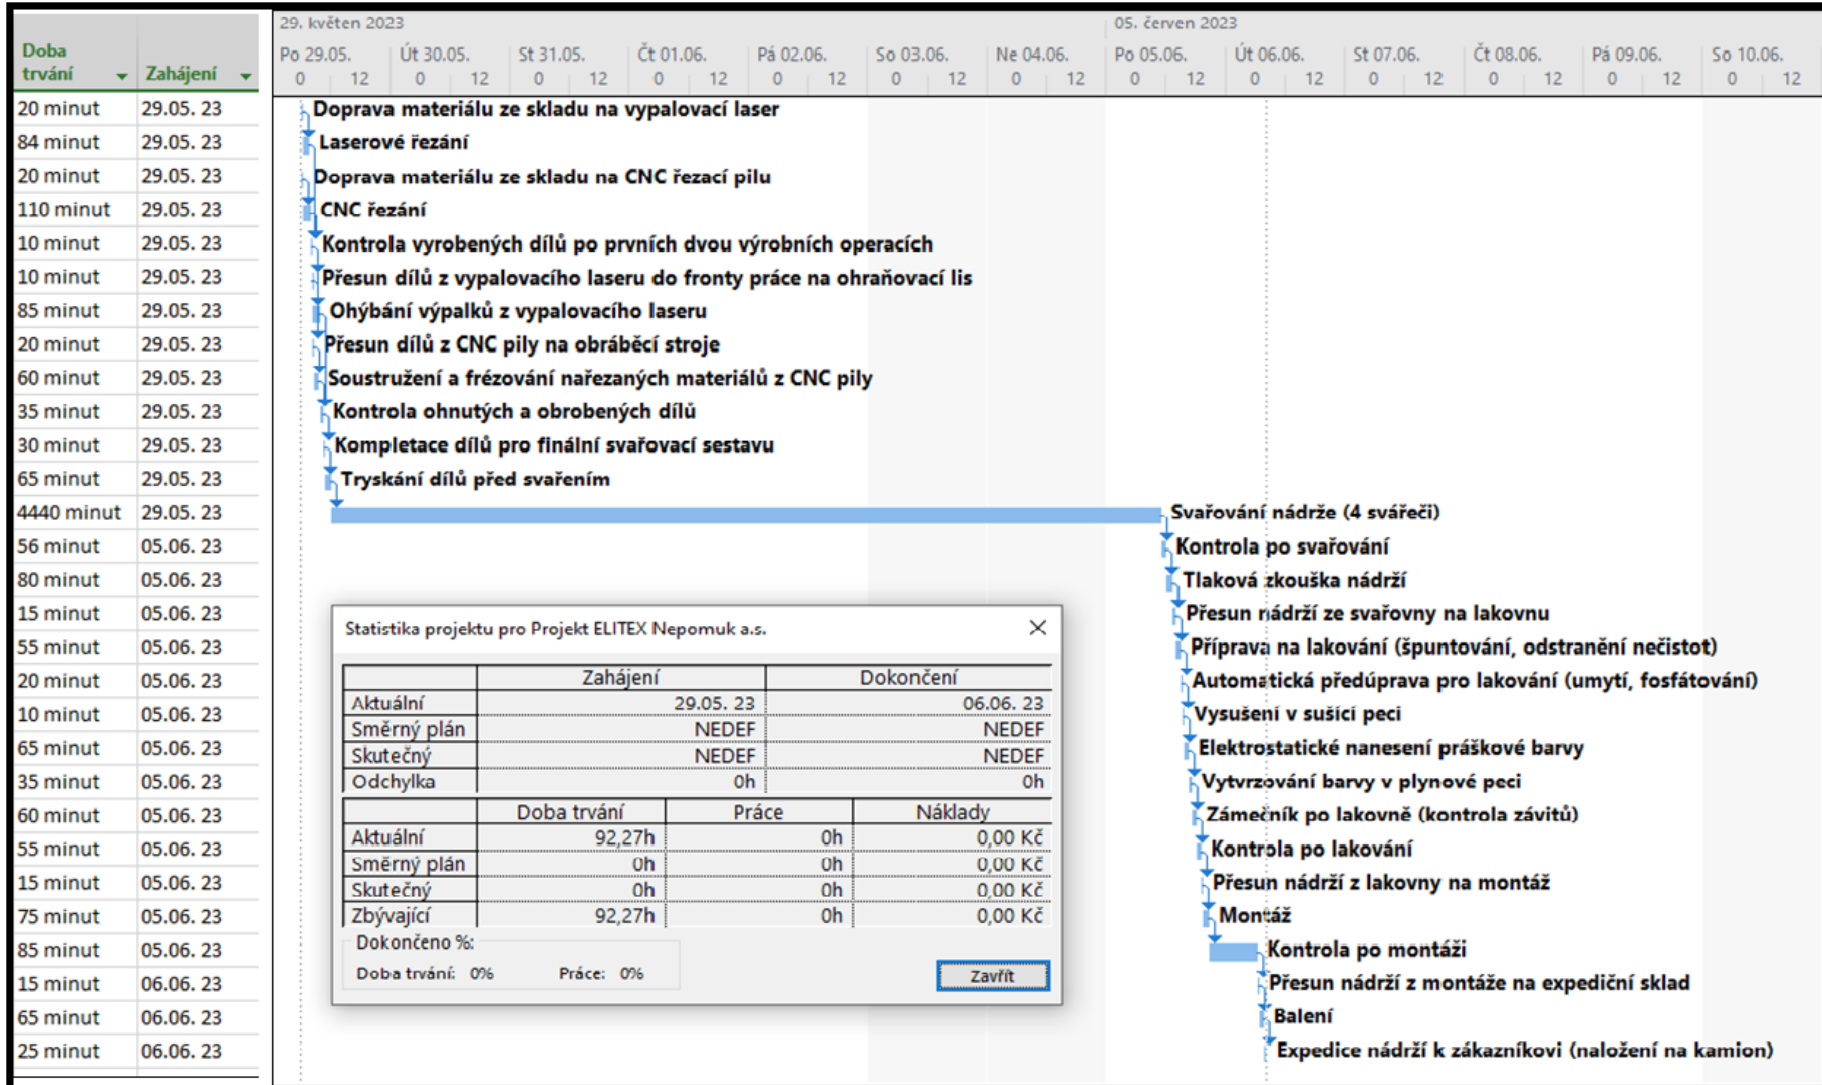 29. květen 2023 05. červen 2023
Doba trvání Zahájení
Po 29.05. Út 30.05. St 31.05. Čt 01.06. Pá 02.06. So 03.06. Ne 04.06. Po 05.06. Út 06.06. St 07.06. Čt 08.06. Pá 09.06. So 10.06.
0 12 0 12 0 12 0 12 0 12 0 12 0 12 0 12 0 12 0 12 0 12 0 12 0 12
20 minut 29.05. 23 Doprava materiálu ze skladu na vypalovací laser
84 minut 29.05. 23 Laserové řezání
20 minut 29.05. 23 Doprava materiálu ze skladu na CNC řezací pilu
110 minut 29.05. 23 CNC řezání
10 minut 29.05. 23 Kontrola vyrobených dílů po prvních dvou výrobních operacích
10 minut 29.05. 23 Přesun dílů z vypalovacího laseru do fronty práce na ohraňovací lis
85 minut 29.05. 23 Ohýbání výpalků z vypalovacího laseru
20 minut 29.05. 23 Přesun dílů z CNC pily na obráběcí stroje
60 minut 29.05. 23 Soustružení a frézování nařezaných materiálů z CNC pily
35 minut 29.05. 23 Kontrola ohnutých a obrobených dílů
30 minut 29.05. 23 Kompletace dílů pro finální svařovací sestavu
65 minut 29.05. 23 Tryskání dílů před svařením
4440 minut 29.05. 23 Svařování nádrže (4 svářeči)
56 minut 05.06. 23 Kontrola po svařování
80 minut 05.06. 23 Tlaková zkouška nádrží
15 minut 05.06. 23 Přesun nádrží ze svařovny na lakovnu
55 minut 05.06. 23 Příprava na lakování (špuntování, odstranění nečistot)
20 minut 05.06. 23 Automatická předúprava pro lakování (umytí, fosfátování)
10 minut 05.06. 23 Vysušení v sušící peci
65 minut 05.06. 23 Elektrostatické nanesení práškové barvy
35 minut 05.06. 23 Vytvrzování barvy v plynové peci
60 minut 05.06. 23 Zámečník po lakovně (kontrola závitů)
55 minut 05.06. 23 Kontrola po lakování
15 minut 05.06. 23 Přesun nádrží z lakovny na montáž
75 minut 05.06. 23 Montáž
85 minut 05.06. 23 Kontrola po montáži
15 minut 06.06. 23 Přesun nádrží z montáže na expediční sklad
65 minut 06.06. 23 Balení
25 minut 06.06. 23 Expedice nádrží k zákazníkovi (naložení na kamion)
Statistika projektu pro Projekt ELITEX Nepomuk a.s.
Zahájení Dokončení
Aktuální 29.05. 23 06.06. 23
Směrný plán NEDEF NEDEF
Skutečný NEDEF NEDEF
Odchylka 0h 0h
Doba trvání Práce Náklady
Aktuální 92,27h 0h 0,00 Kč
Směrný plán 0h 0h 0,00 Kč
Skutečný 0h 0h 0,00 Kč
Zbývající 92,27h 0h 0,00 Kč
Dokončeno %:
Doba trvání: 0% Práce: 0% Zavřít